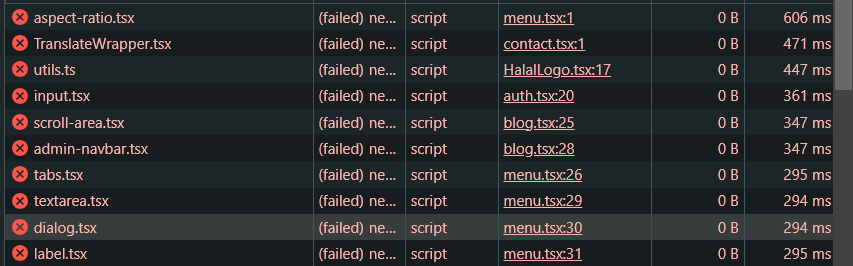 aspect-ratio.tsx (failed) ne... script menu.tsx:1 0 B 606 ms
TranslateWrapper.tsx (failed) ne... script contact.tsx:1 0 B 471 ms
utils.ts (failed) ne... script HalalLogo.tsx:17 0 B 447 ms
input.tsx (failed) ne... script auth.tsx:20 0 B 361 ms
scroll-area.tsx (failed) ne... script blog.tsx:25 0 B 347 ms
admin-navbar.tsx (failed) ne... script blog.tsx:28 0 B 347 ms
tabs.tsx (failed) ne... script menu.tsx:26 0 B 295 ms
textarea.tsx (failed) ne... script menu.tsx:29 0 B 294 ms
dialog.tsx (failed) ne... script menu.tsx:30 0 B 294 ms
label.tsx (failed) ne... script menu.tsx:31 0 B 295 ms